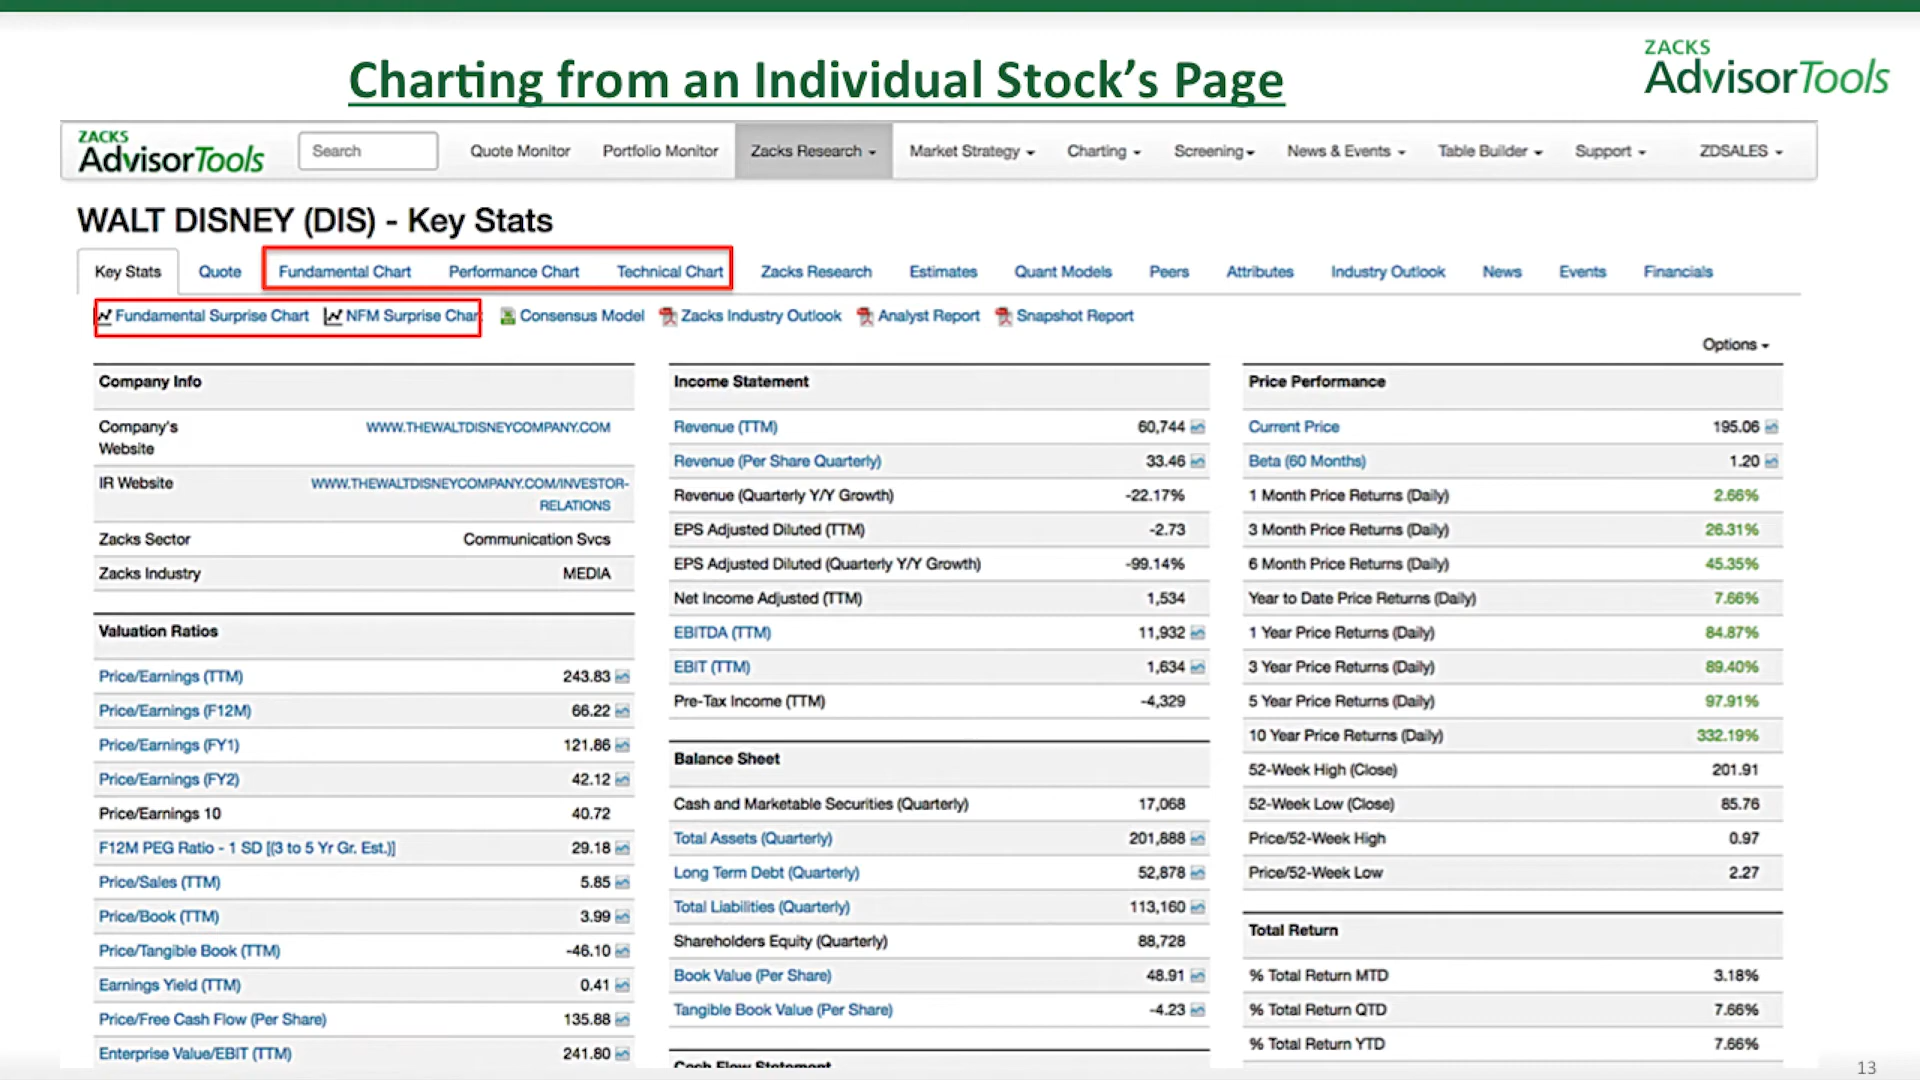 Charting from an Individual Stock’s Page
ZACKS
AdvisorTools
ZACKS
AdvisorTools
Search
Quote Monitor
Portfolio Monitor
Zacks Research
Market Strategy
Charting
Screening
News & Events
Table Builder
Support
ZDSALES
WALT DISNEY (DIS) - Key Stats
Key Stats
Quote
Fundamental Chart
Performance Chart
Technical Chart
Zacks Research
Estimates
Quant Models
Peers
Attributes
Industry Outlook
News
Events
Financials
Fundamental Surprise Chart
NFM Surprise Chart
Consensus Model
Zacks Industry Outlook
Analyst Report
Snapshot Report
Options
Company Info
Company's
Website
WWW.THEWALTDISNEYCOMPANY.COM
IR Website
WWW.THEWALTDISNEYCOMPANY.COM/INVESTOR-
RELATIONS
Zacks Sector Communication Svcs
Zacks Industry MEDIA
Valuation Ratios
Price/Earnings (TTM) 243.83
Price/Earnings (F12M) 66.22
Price/Earnings (FY1) 121.86
Price/Earnings (FY2) 42.12
Price/Earnings 10 40.72
F12M PEG Ratio - 1 SD [(3 to 5 Yr Gr. Est.)] 29.18
Price/Sales (TTM) 5.85
Price/Book (TTM) 3.99
Price/Tangible Book (TTM) -46.10
Earnings Yield (TTM) 0.41
Price/Free Cash Flow (Per Share) 135.88
Enterprise Value/EBIT (TTM) 241.80
Income Statement
Revenue (TTM) 60,744
Revenue (Per Share Quarterly) 33.46
Revenue (Quarterly Y/Y Growth) -22.17%
EPS Adjusted Diluted (TTM) -2.73
EPS Adjusted Diluted (Quarterly Y/Y Growth) -99.14%
Net Income Adjusted (TTM) 1,534
EBITDA (TTM) 11,932
EBIT (TTM) 1,634
Pre-Tax Income (TTM) -4,329
Balance Sheet
Cash and Marketable Securities (Quarterly) 17,068
Total Assets (Quarterly) 201,888
Long Term Debt (Quarterly) 52,878
Total Liabilities (Quarterly) 113,160
Shareholders Equity (Quarterly) 88,728
Book Value (Per Share) 48.91
Tangible Book Value (Per Share) -4.23
Cash Flow Statement
Price Performance
Current Price 195.06
Beta (60 Months) 1.20
1 Month Price Returns (Daily) 2.66%
3 Month Price Returns (Daily) 26.31%
6 Month Price Returns (Daily) 45.35%
Year to Date Price Returns (Daily) 7.66%
1 Year Price Returns (Daily) 84.87%
3 Year Price Returns (Daily) 89.40%
5 Year Price Returns (Daily) 97.91%
10 Year Price Returns (Daily) 332.19%
52-Week High (Close) 201.91
52-Week Low (Close) 85.76
Price/52-Week High 0.97
Price/52-Week Low 2.27
Total Return
% Total Return MTD 3.18%
% Total Return QTD 7.66%
% Total Return YTD 7.66%
13